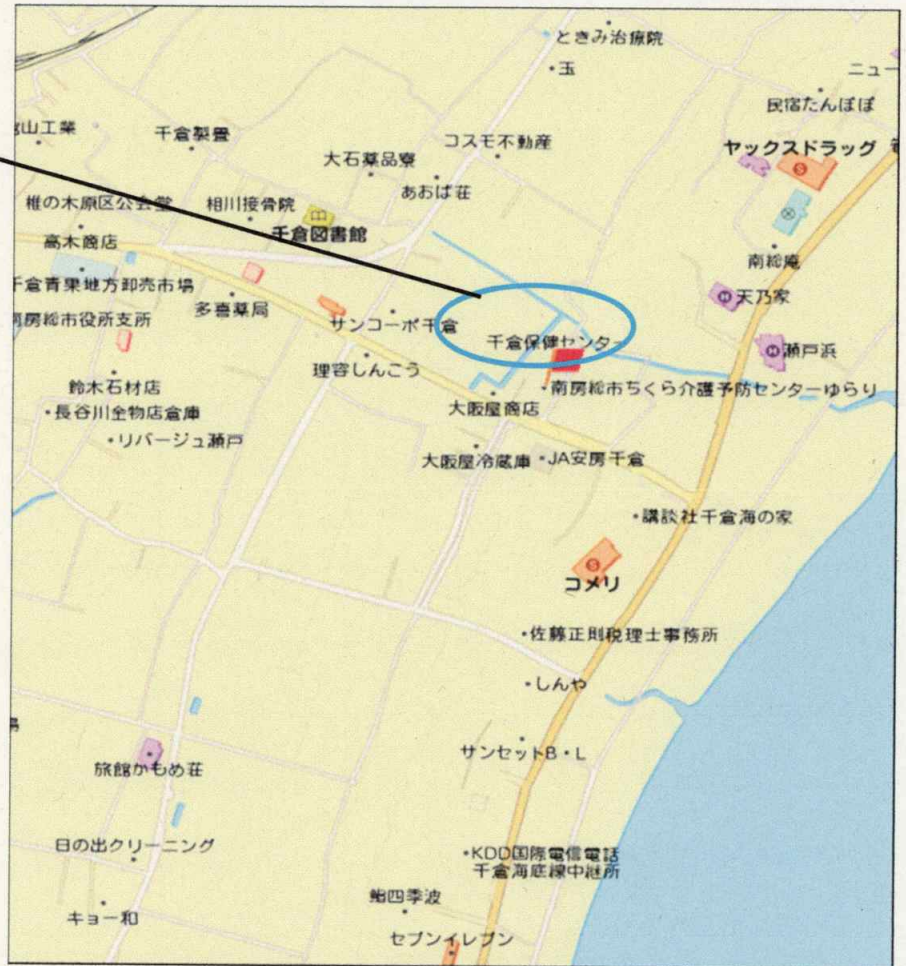 ときみ治療院
玉
ニュー
民宿たんぽぽ
山工業
千倉製畳
コスモ不動産
ヤックスドラッグ
大石薬品寮
あおば荘
椎の木原区公会堂
相川接骨院
千倉図書館
高木商店
南総庵
千倉青果地方卸売市場
天乃家
多喜薬局
南房総市役所支所
サンコーポ千倉
千倉保健センター
瀬戸浜
理容しんこう
鈴木石材店
南房総市ちくら介護予防センターゆらり
大阪屋商店
長谷川金物店倉庫
リバージュ瀬戸
大阪屋冷蔵庫
JA安房千倉
講談社千倉海の家
コメリ
佐藤正則税理士事務所
しんや
サンセットB・L
旅館かもめ荘
日の出クリーニング
KDD国際電信電話
千倉海底線中継所
鮨四季波
キョー和
セブンイレブン